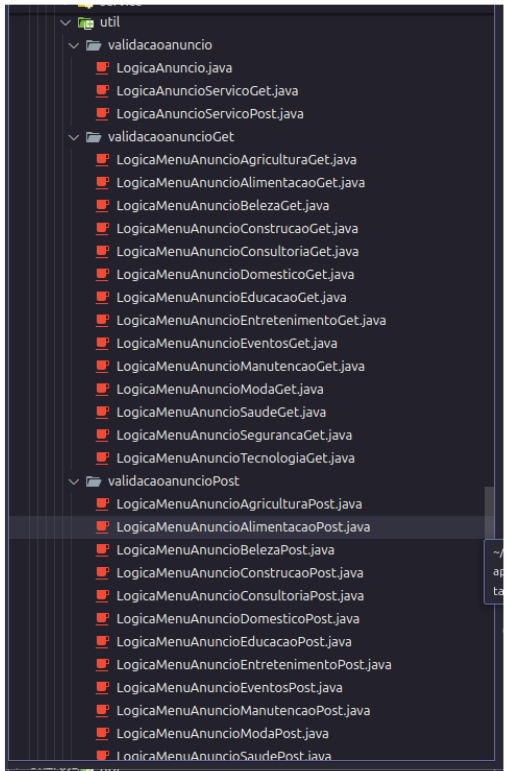 service
util
validacaoanuncio
LogicaAnuncio.java
LogicaAnuncioServicoGet.java
LogicaAnuncioServicoPost.java
validacaoanuncioGet
LogicaMenuAnuncioAgriculturaGet.java
LogicaMenuAnuncioAlimentacaoGet.java
LogicaMenuAnuncioBelezaGet.java
LogicaMenuAnuncioConstrucaoGet.java
LogicaMenuAnuncioConsultoriaGet.java
LogicaMenuAnuncioDomesticoGet.java
LogicaMenuAnuncioEducacaoGet.java
LogicaMenuAnuncioEntretenimentoGet.java
LogicaMenuAnuncioEventosGet.java
LogicaMenuAnuncioManutencaoGet.java
LogicaMenuAnuncioModaGet.java
LogicaMenuAnuncioSaudeGet.java
LogicaMenuAnuncioSegurancaGet.java
LogicaMenuAnuncioTecnologiaGet.java
validacaoanuncioPost
LogicaMenuAnuncioAgriculturaPost.java
LogicaMenuAnuncioAlimentacaoPost.java
LogicaMenuAnuncioBelezaPost.java
~/
LogicaMenuAnuncioConstrucaoPost.java
ap
LogicaMenuAnuncioConsultoriaPost.java
ta
LogicaMenuAnuncioDomesticoPost.java
LogicaMenuAnuncioEducacaoPost.java
LogicaMenuAnuncioEntretenimentoPost.java
LogicaMenuAnuncioEventosPost.java
LogicaMenuAnuncioManutencaoPost.java
LogicaMenuAnuncioModaPost.java
LogicaMenuAnuncioSaudePost.java